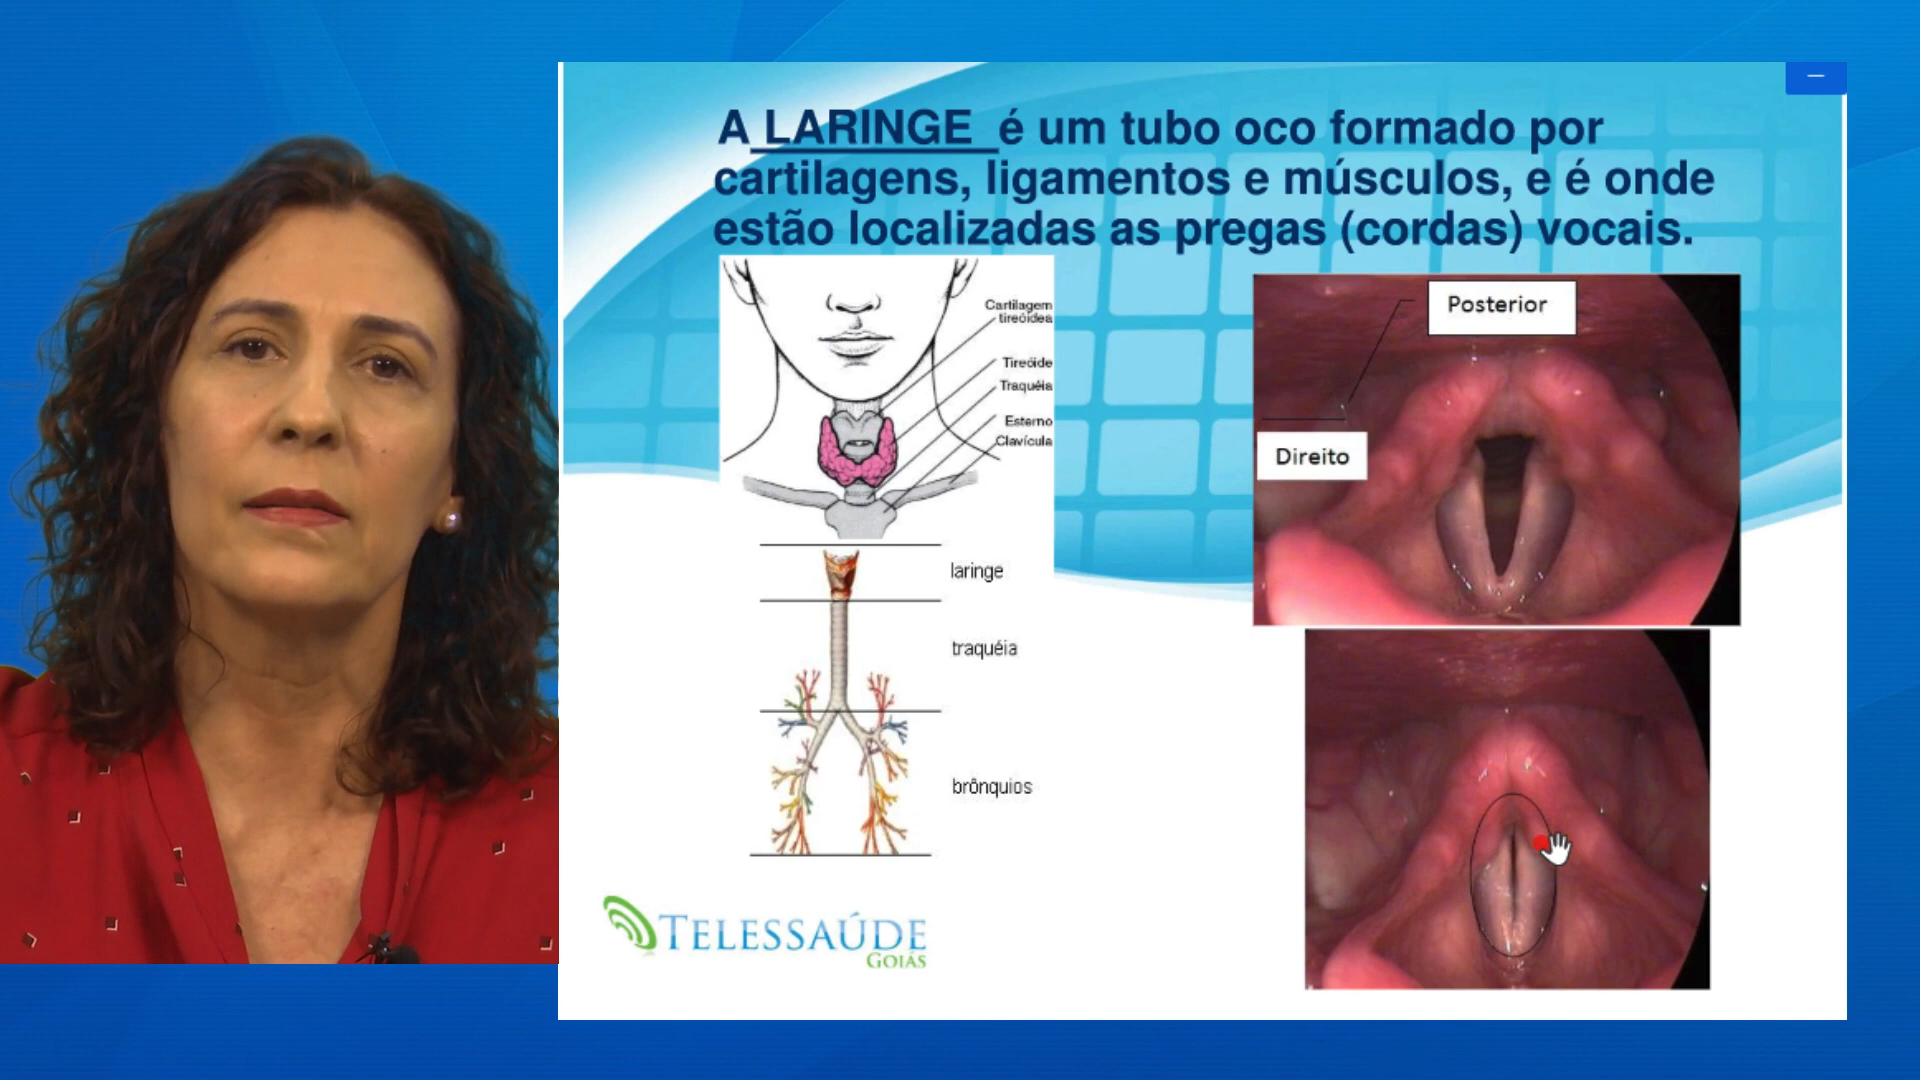 A LARINGE é um tubo oco formado por
cartilagens, ligamentos e músculos, e é onde
estão localizadas as pregas (cordas) vocais.
Cartilagem
tireóidea
Tireóide
Traquéia
Esterno
Clavícula
laringe
traquéia
brônquios
Posterior
Direito
TELESSAÚDE
GOIÁS